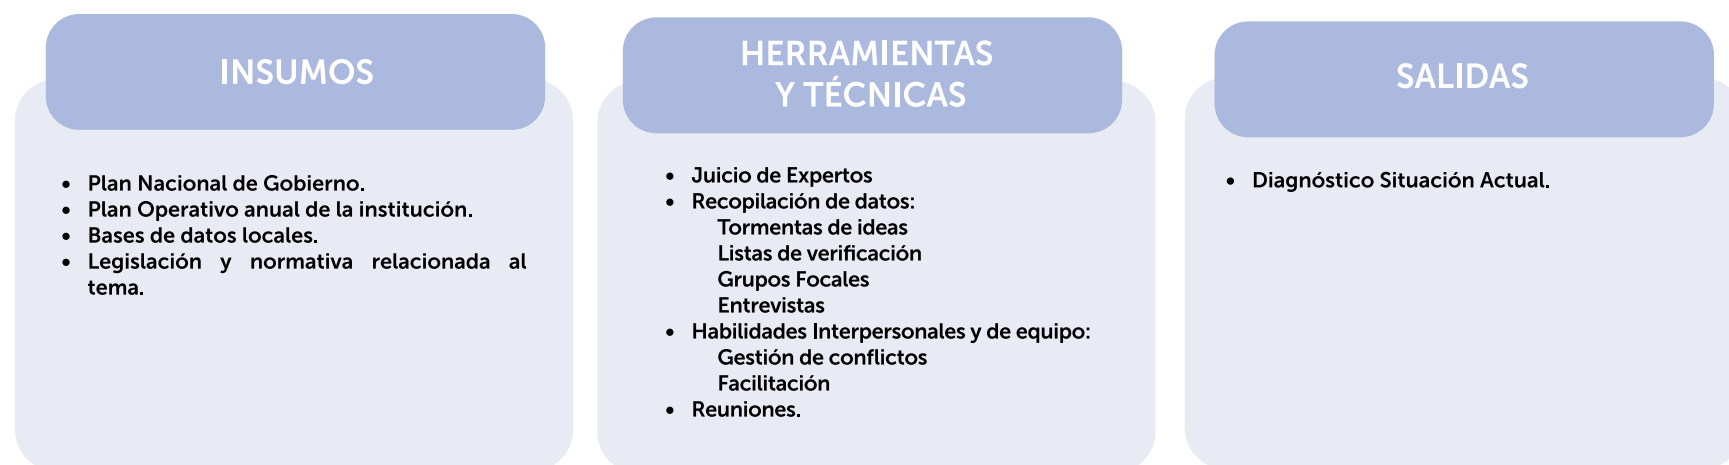 INSUMOS
• Plan Nacional de Gobierno.
• Plan Operativo anual de la institución.
• Bases de datos locales.
• Legislación y normativa relacionada al
tema.
HERRAMIENTAS
Y TÉCNICAS
• Juicio de Expertos
• Recopilación de datos:
Tormentas de ideas
Listas de verificación
Grupos Focales
Entrevistas
• Habilidades Interpersonales y de equipo:
Gestión de conflictos
Facilitación
• Reuniones.
SALIDAS
• Diagnóstico Situación Actual.